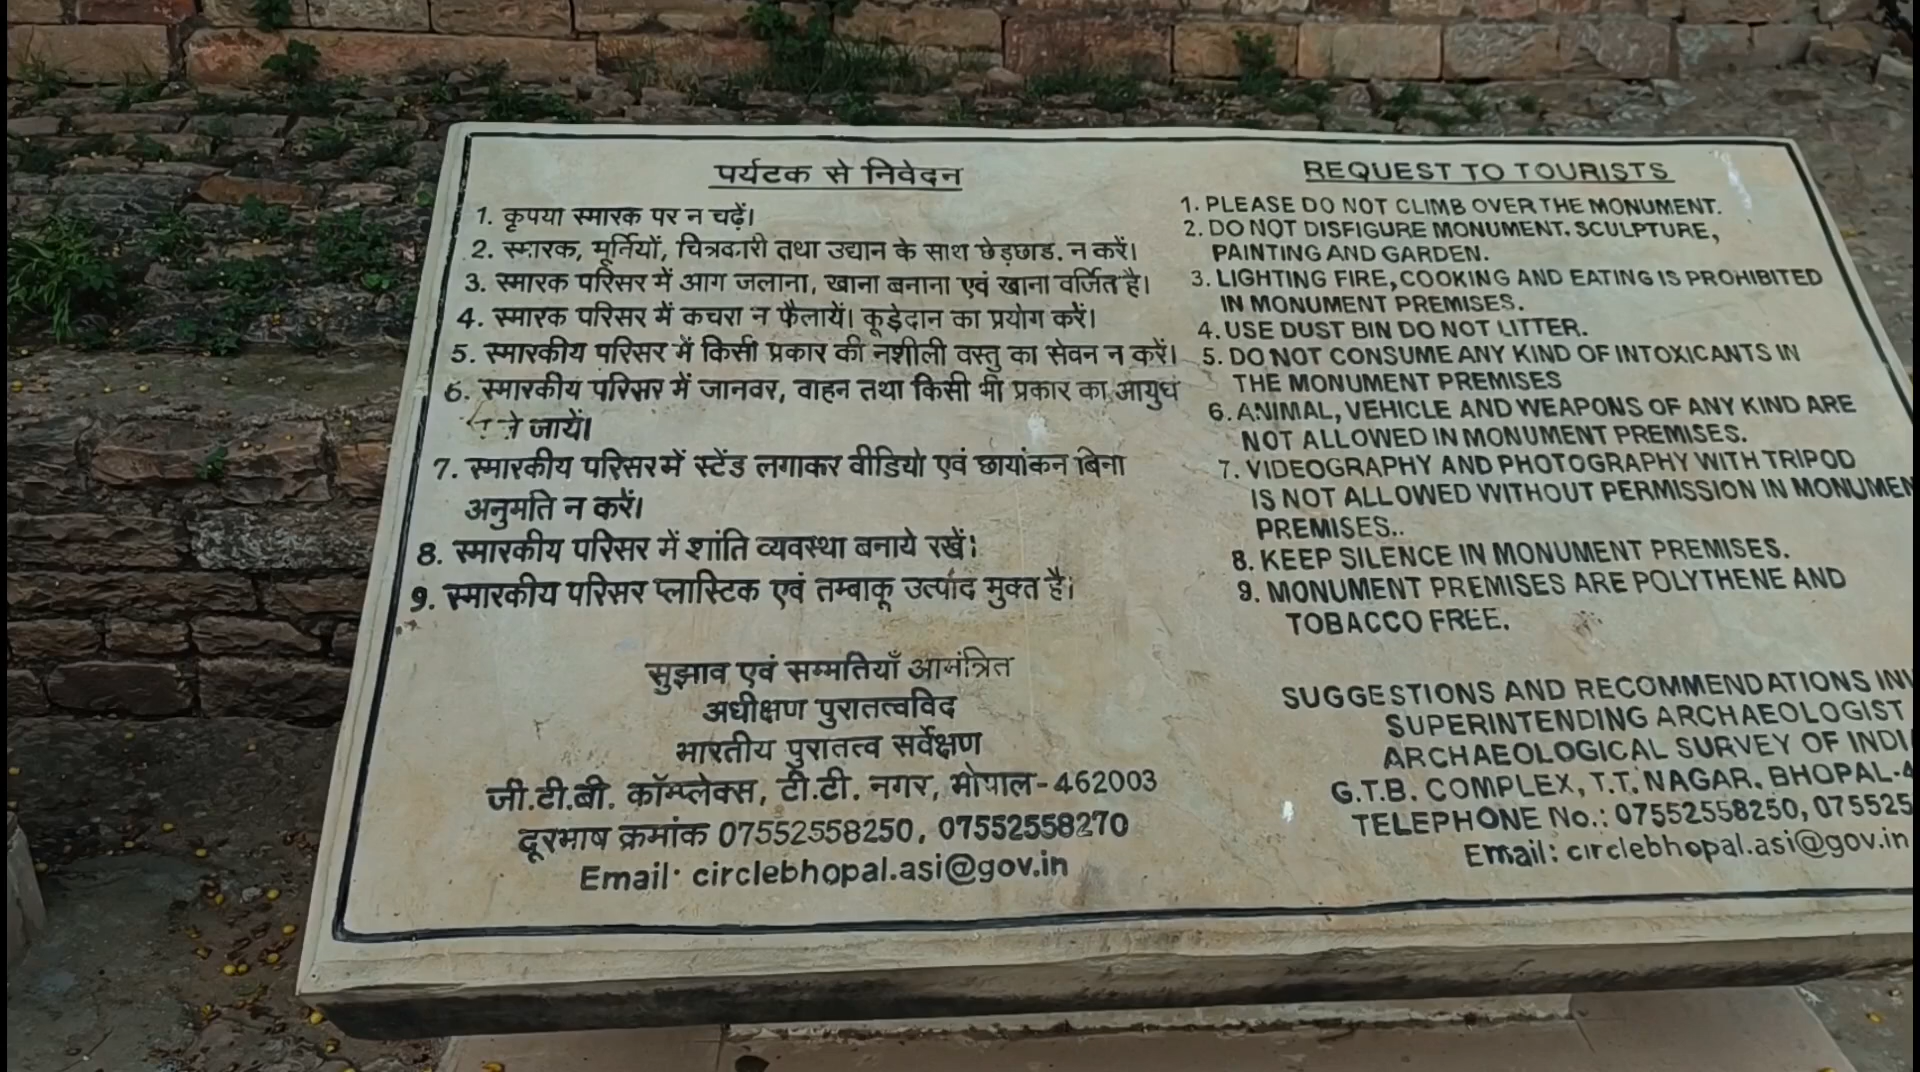 पर्यटक से निवेदन
1. कृपया स्मारक पर न चढ़ें।
2. स्मारक, मूर्तियों, चित्रकारी तथा उद्यान के साथ छेड़छाड. न करें।
3. स्मारक परिसर में आग जलाना, खाना बनाना एवं खाना वर्जित है।
4. स्मारक परिसर में कचरा न फैलायें। कूड़ेदान का प्रयोग करें।
5. स्मारकीय परिसर में किसी प्रकार की नशीली वस्तु का सेवन न करें।
6. स्मारकीय परिसर में जानवर, वाहन तथा किसी भी प्रकार का आयुध
जायें।
7. स्मारकीय परिसर में स्टेंड लगाकर वीडियो एवं छायांकन बिना
अनुमति न करें।
8. स्मारकीय परिसर में शांति व्यवस्था बनाये रखें।
9. स्मारकीय परिसर प्लास्टिक एवं तम्बाकू उत्पाद मुक्त है।
सुझाव एवं सम्मतियाँ आमंत्रित
अधीक्षण पुरातत्वविद
भारतीय पुरातत्व सर्वेक्षण
जी.टी.बी. कॉम्प्लेक्स, टी.टी. नगर, भोपाल-462003
दूरभाष क्रमांक 07552558250, 07552558270
Email: circlebhopal.asi@gov.in
REQUEST TO TOURISTS
1. PLEASE DO NOT CLIMB OVER THE MONUMENT.
2. DO NOT DISFIGURE MONUMENT. SCULPTURE,
PAINTING AND GARDEN.
3. LIGHTING FIRE, COOKING AND EATING IS PROHIBITED
IN MONUMENT PREMISES.
4. USE DUST BIN DO NOT LITTER.
5. DO NOT CONSUME ANY KIND OF INTOXICANTS IN
THE MONUMENT PREMISES
6. ANIMAL, VEHICLE AND WEAPONS OF ANY KIND ARE
NOT ALLOWED IN MONUMENT PREMISES.
7. VIDEOGRAPHY AND PHOTOGRAPHY WITH TRIPOD
IS NOT ALLOWED WITHOUT PERMISSION IN MONUMEN
PREMISES..
8. KEEP SILENCE IN MONUMENT PREMISES.
9. MONUMENT PREMISES ARE POLYTHENE AND
TOBACCO FREE.
SUGGESTIONS AND RECOMMENDATIONS INV
SUPERINTENDING ARCHAEOLOGIST
ARCHAEOLOGICAL SURVEY OF INDI
G.T.B. COMPLEX, T.T. NAGAR, BHOPAL-4
TELEPHONE No.: 07552558250, 075525
Email: circlebhopal.asi@gov.in